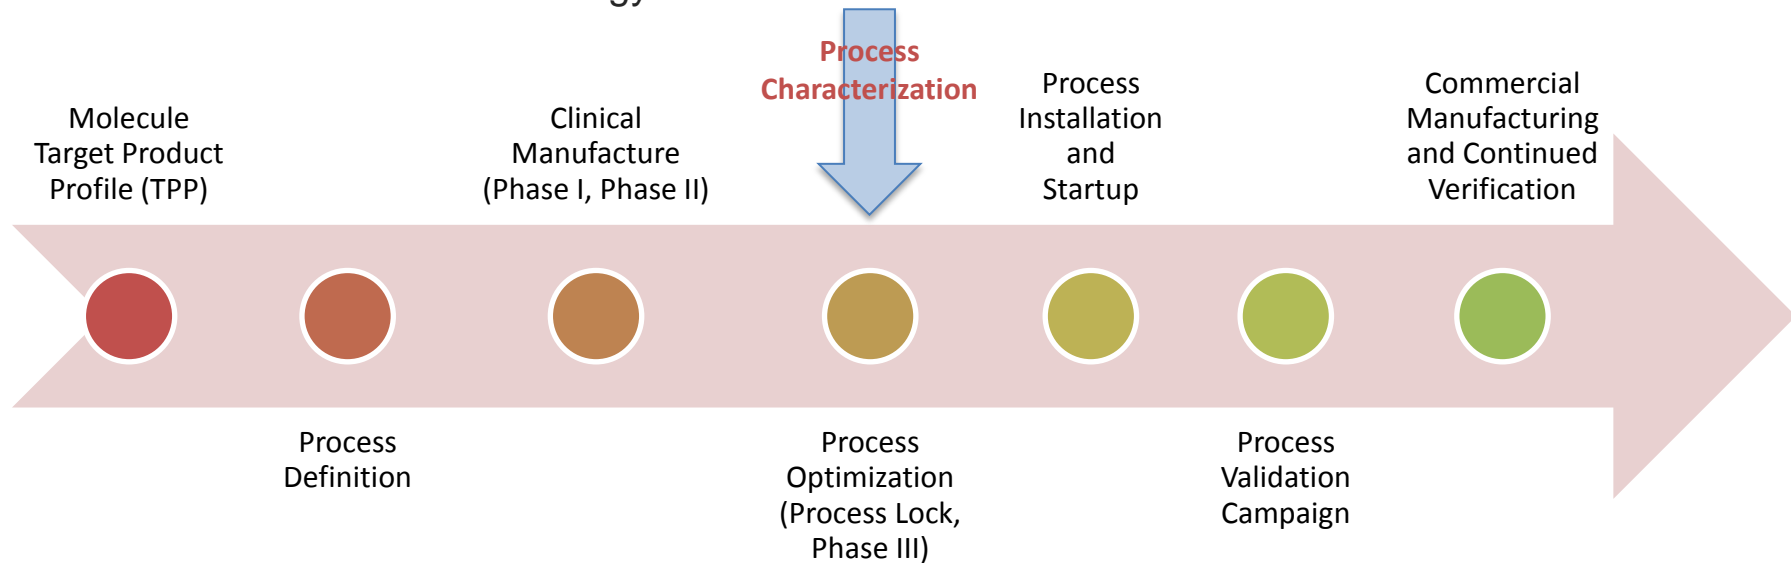 Process
Characterization
Molecule
Target Product
Profile (TPP)
Clinical
Manufacture
(Phase I, Phase II)
Process
Installation
and
Startup
Commercial
Manufacturing
and Continued
Verification
Process
Definition
Process
Optimization
(Process Lock,
Phase III)
Process
Validation
Campaign